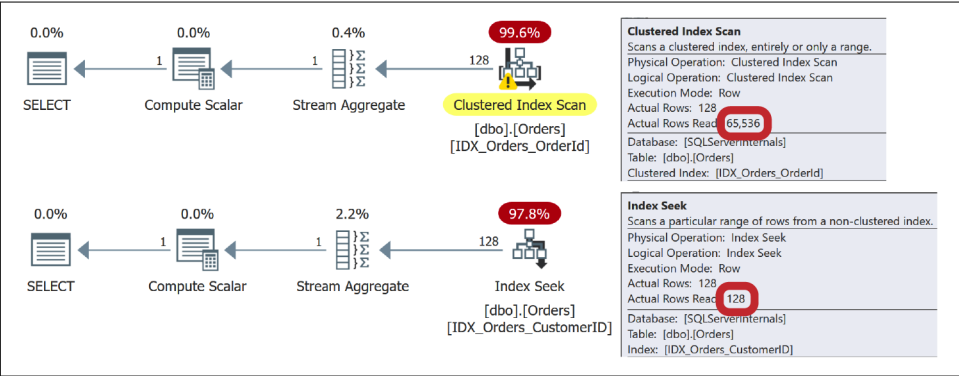 0.0%
0.0%
0.4%
99.6%
1
1
128
SELECT
Compute Scalar
Stream Aggregate
Clustered Index Scan
[dbo].[Orders]
[IDX_Orders_OrderId]
Clustered Index Scan
Scans a clustered index, entirely or only a range.
Physical Operation: Clustered Index Scan
Logical Operation: Clustered Index Scan
Execution Mode: Row
Actual Rows: 128
Actual Rows Read 65,536
Database: [SQLServerInternals]
Table: [dbo].[Orders]
Clustered Index: [IDX_Orders_OrderId]
0.0%
0.0%
2.2%
97.8%
1
1
128
SELECT
Compute Scalar
Stream Aggregate
Index Seek
[dbo].[Orders]
[IDX_Orders_CustomerID]
Index Seek
Scans a particular range of rows from a non-clustered index.
Physical Operation: Index Seek
Logical Operation: Index Seek
Execution Mode: Row
Actual Rows: 128
Actual Rows Read 128
Database: [SQLServerInternals]
Table: [dbo].[Orders]
Index: [IDX_Orders_CustomerID]